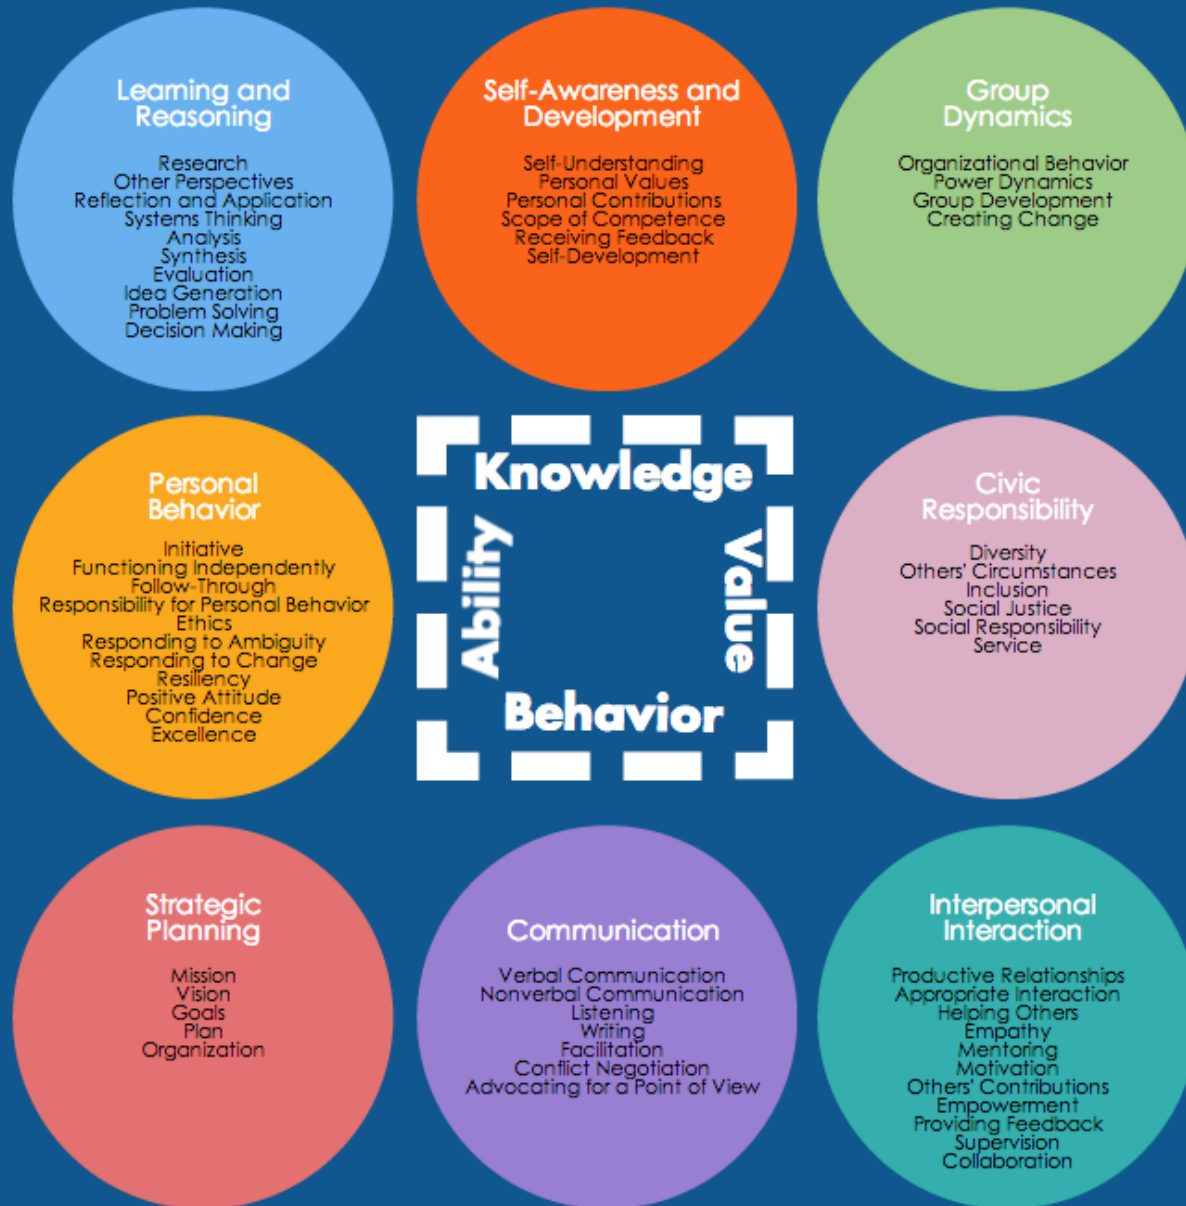 Learning and
Reasoning
Research
Other Perspectives
Reflection and Application
Systems Thinking
Analysis
Synthesis
Evaluation
Idea Generation
Problem Solving
Decision Making
Self-Awareness and
Development
Self-Understanding
Personal Values
Personal Contributions
Scope of Competence
Receiving Feedback
Self-Development
Group
Dynamics
Organizational Behavior
Power Dynamics
Group Development
Creating Change
Personal
Behavior
Initiative
Functioning Independently
Follow-Through
Responsibility for Personal Behavior
Ethics
Responding to Ambiguity
Responding to Change
Resiliency
Positive Attitude
Confidence
Excellence
Knowledge
Ability
Value
Behavior
Civic
Responsibility
Diversity
Others' Circumstances
Inclusion
Social Justice
Social Responsibility
Service
Strategic
Planning
Mission
Vision
Goals
Plan
Organization
Communication
Verbal Communication
Nonverbal Communication
Listening
Writing
Facilitation
Conflict Negotiation
Advocating for a Point of View
Interpersonal
Interaction
Productive Relationships
Appropriate Interaction
Helping Others
Empathy
Mentoring
Motivation
Others' Contributions
Empowerment
Providing Feedback
Supervision
Collaboration